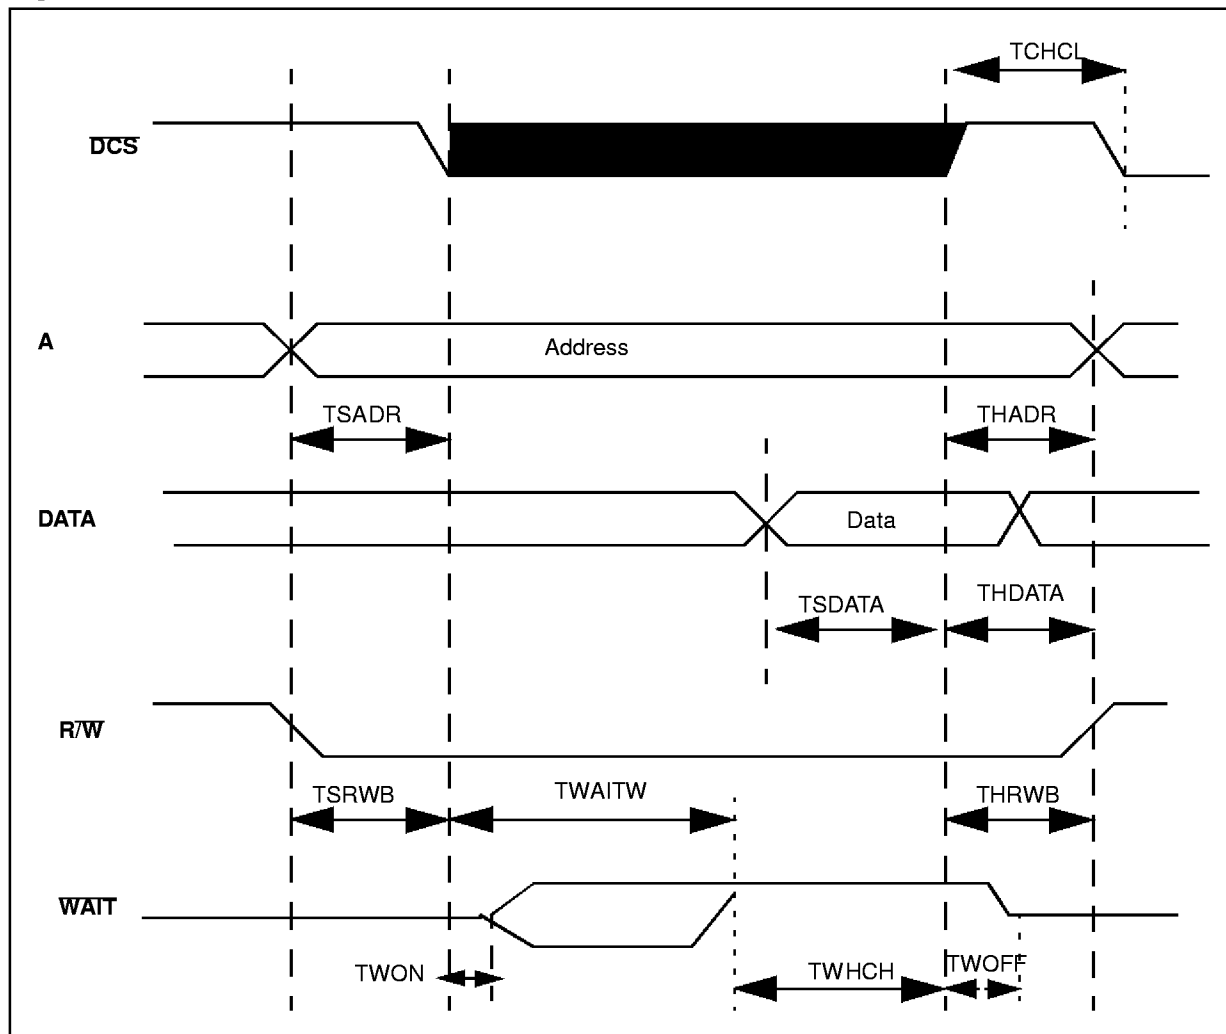 TCHCL
DCS
A
Address
TSADR
THADR
DATA
Data
TSDATA
THDATA
R/W
TSRWB
TWAITW
THRWB
WAIT
TWON
TWHCH
TWOFF